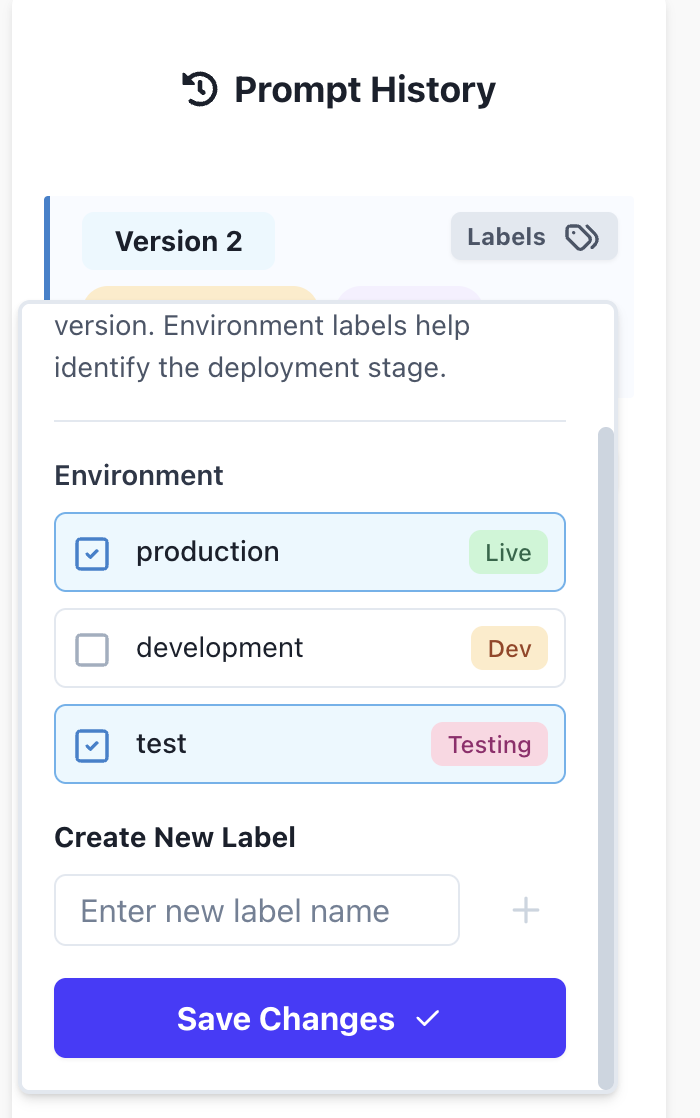 Prompt History
Version 2
Labels
version. Environment labels help
identify the deployment stage.
Environment
production
Live
development
Dev
test
Testing
Create New Label
Enter new label name
Save Changes